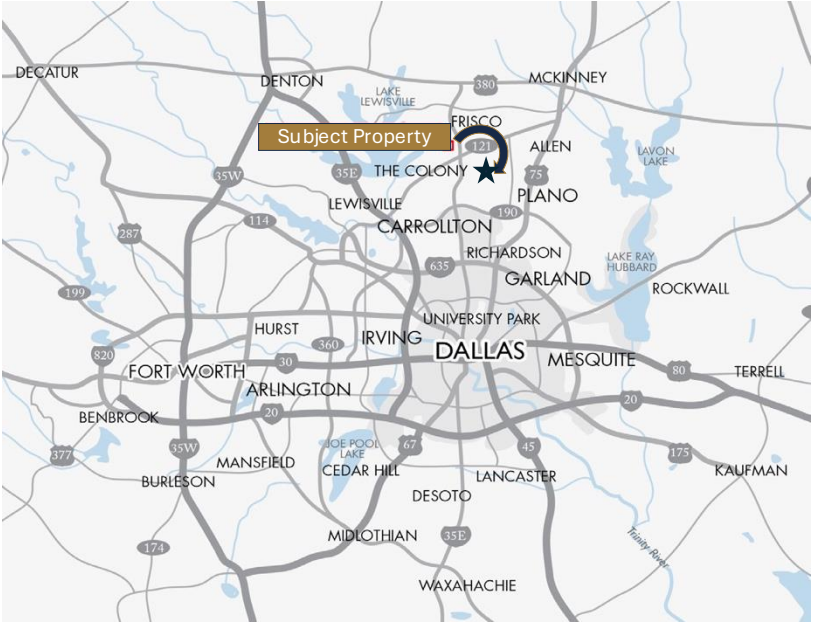 DECATUR
DENTON
MCKINNEY
380
LAKE
LEWISVILLE
FRISCO
Subject Property
121
ALLEN
LAVON
LAKE
35W
35E
THE COLONY
75
PLANO
LEWISVILLE
190
114
CARROLLTON
287
RICHARDSON
635
GARLAND
LAKE RAY
HUBBARD
199
ROCKWALL
UNIVERSITY PARK
HURST
360
IRVING
DALLAS
820
30
MESQUITE
FORT WORTH
80
TERRELL
ARLINGTON
20
20
BENBROOK
377
35W
JOE POOL
LAKE
67
45
175
MANSFIELD
CEDAR HILL
KAUFMAN
BURLESON
LANCASTER
DESOTO
MIDLOTHIAN
35E
174
Trinity River
WAXAHACHIE